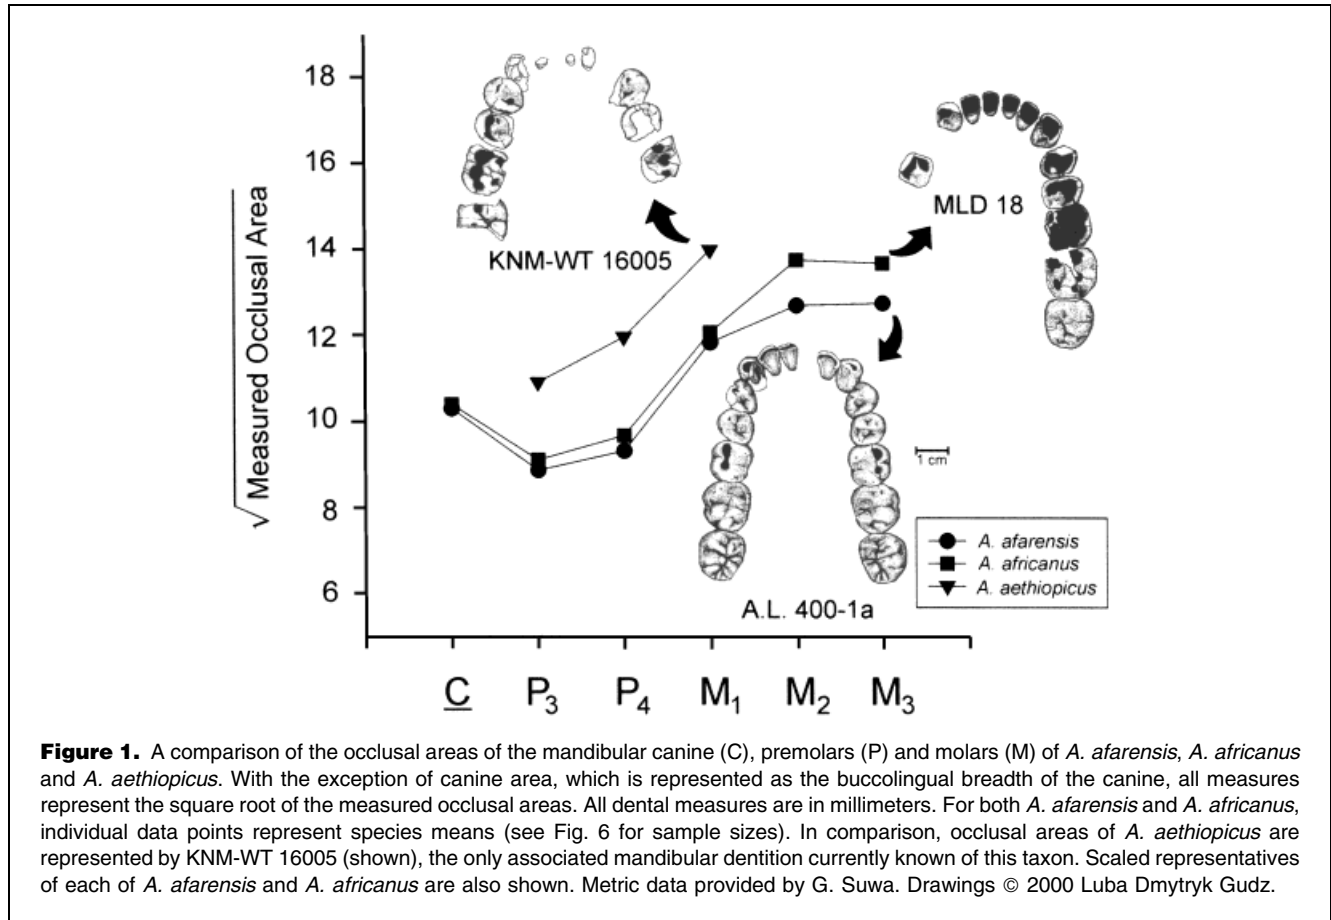 18
16
14
12
10
8
6
√ Measured Occlusal Area
KNM-WT 16005
MLD 18
1 cm
A. afarensis
A. africanus
A. aethiopicus
A.L. 400-1a
C P3 P4 M1 M2 M3
Figure 1. A comparison of the occlusal areas of the mandibular canine (C), premolars (P) and molars (M) of A. afarensis, A. africanus
and A. aethiopicus. With the exception of canine area, which is represented as the buccolingual breadth of the canine, all measures
represent the square root of the measured occlusal areas. All dental measures are in millimeters. For both A. afarensis and A. africanus,
individual data points represent species means (see Fig. 6 for sample sizes). In comparison, occlusal areas of A. aethiopicus are
represented by KNM-WT 16005 (shown), the only associated mandibular dentition currently known of this taxon. Scaled representatives
of each of A. afarensis and A. africanus are also shown. Metric data provided by G. Suwa. Drawings © 2000 Luba Dmytryk Gudz.